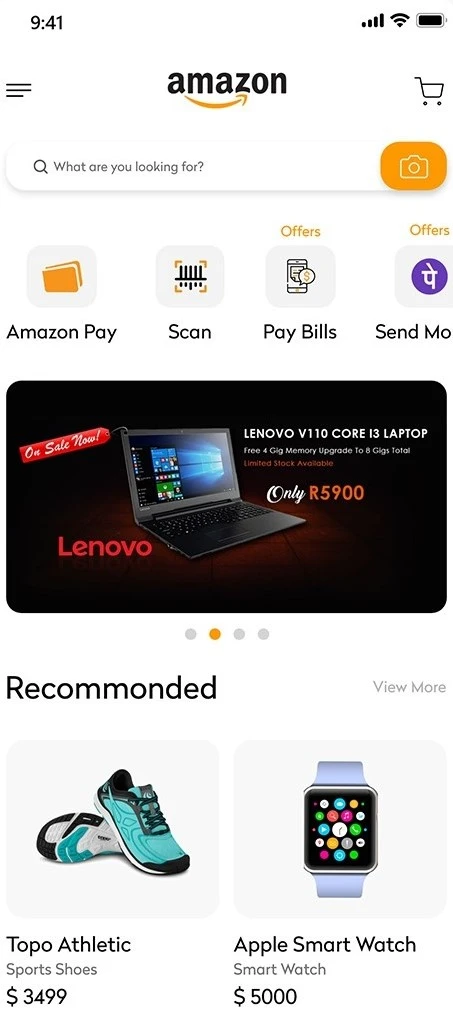 9:41
amazon
What are you looking for?
Offers
Offers
पे
Amazon Pay
Scan
Pay Bills
Send Mo
On Sale Now!
LENOVO V110 CORE I3 LAPTOP
Free 4 Gig Memory Upgrade To 8 Gigs Total
Limited Stock Available
Only R5900
Lenovo
Recommonded
View More
Topo Athletic
Sports Shoes
$ 3499
Apple Smart Watch
Smart Watch
$ 5000